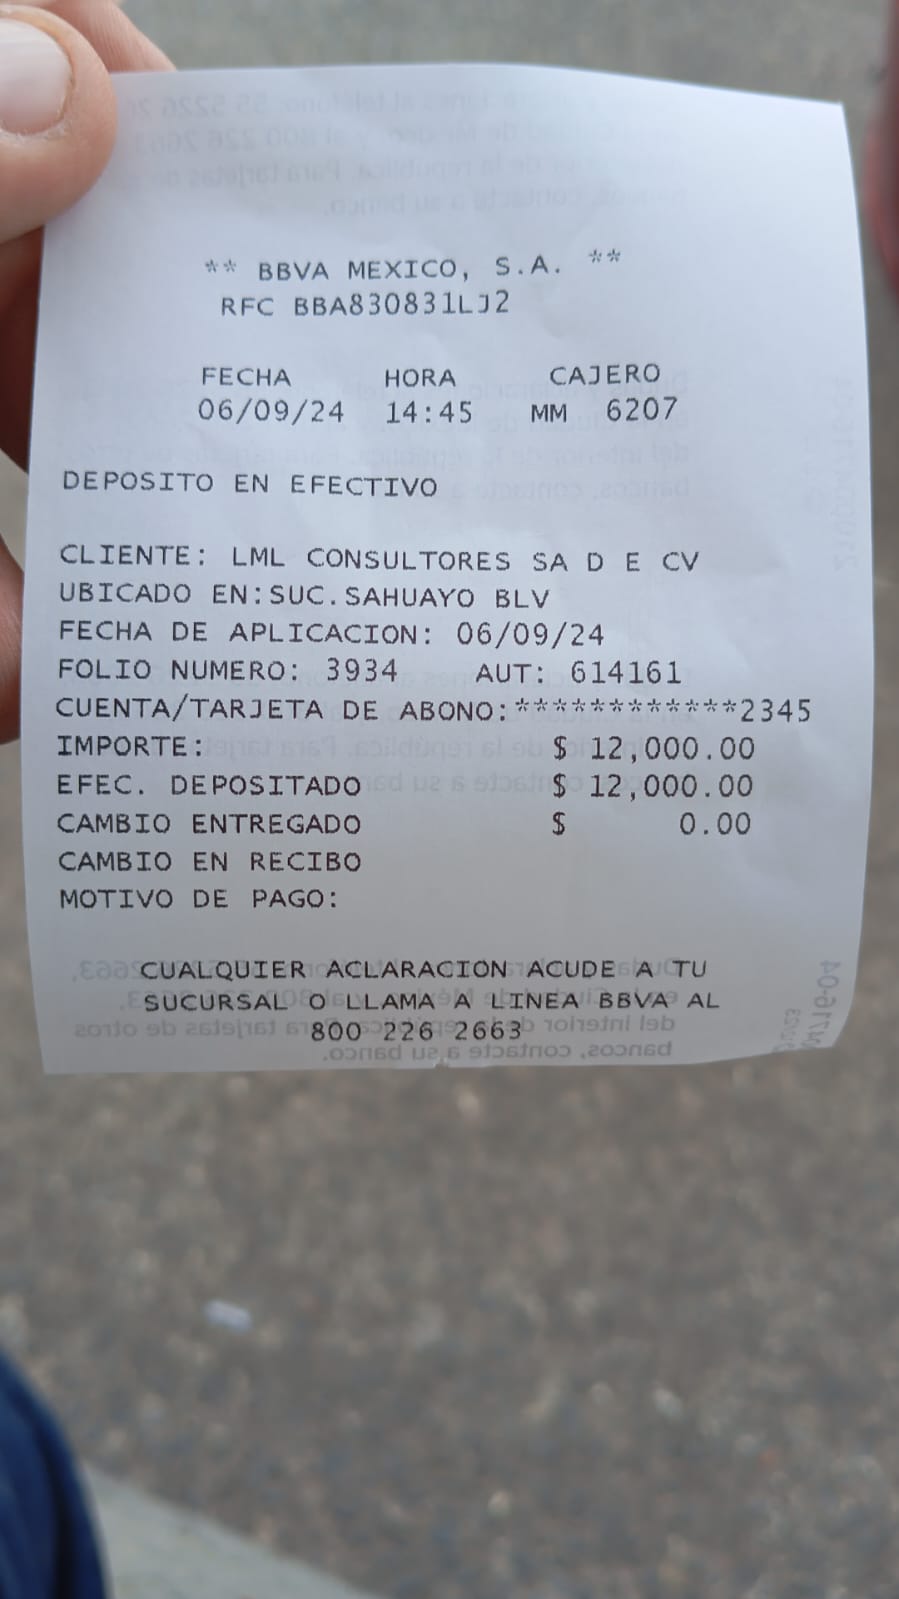 ** BBVA MEXICO, S.A. **
RFC BBA830831LJ2
FECHA HORA CAJERO
06/09/24 14:45 MM 6207
DEPOSITO EN EFECTIVO
CLIENTE: LML CONSULTORES SA D E CV
UBICADO EN:SUC.SAHUAYO BLV
FECHA DE APLICACION: 06/09/24
FOLIO NUMERO: 3934 AUT: 614161
CUENTA/TARJETA DE ABONO:************2345
IMPORTE: $ 12,000.00
EFEC. DEPOSITADO $ 12,000.00
CAMBIO ENTREGADO $ 0.00
CAMBIO EN RECIBO
MOTIVO DE PAGO:
CUALQUIER ACLARACION ACUDE A TU
SUCURSAL O LLAMA A LINEA BBVA AL
800 226 2663